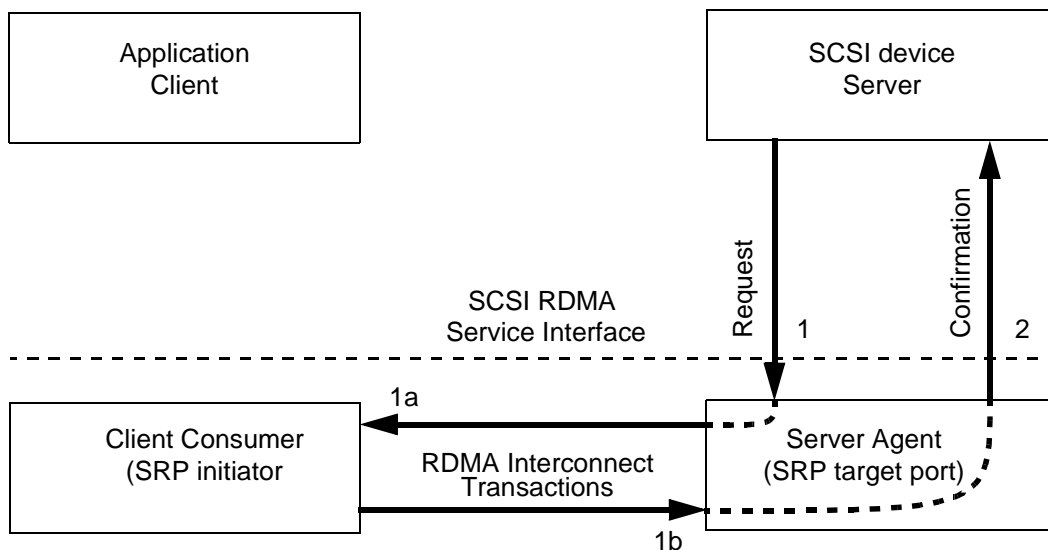 Application
Client
SCSI device
Server
Request
Confirmation
SCSI RDMA
Service Interface
1
2
1a
Client Consumer
(SRP initiator
Server Agent
(SRP target port)
RDMA Interconnect
Transactions
1b